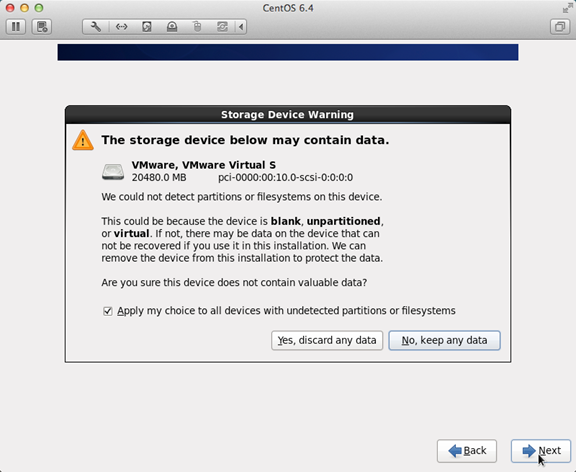 CentOS 6.4
Storage Device Warning
The storage device below may contain data.
VMware, VMware Virtual S
20480.0 MB pci-0000:00:10.0-scsi-0:0:0:0
We could not detect partitions or filesystems on this device.
This could be because the device is blank, unpartitioned,
or virtual. If not, there may be data on the device that can
not be recovered if you use it in this installation. We can
remove the device from this installation to protect the data.
Are you sure this device does not contain valuable data?
Apply my choice to all devices with undetected partitions or filesystems
Yes, discard any data No, keep any data
Back Next